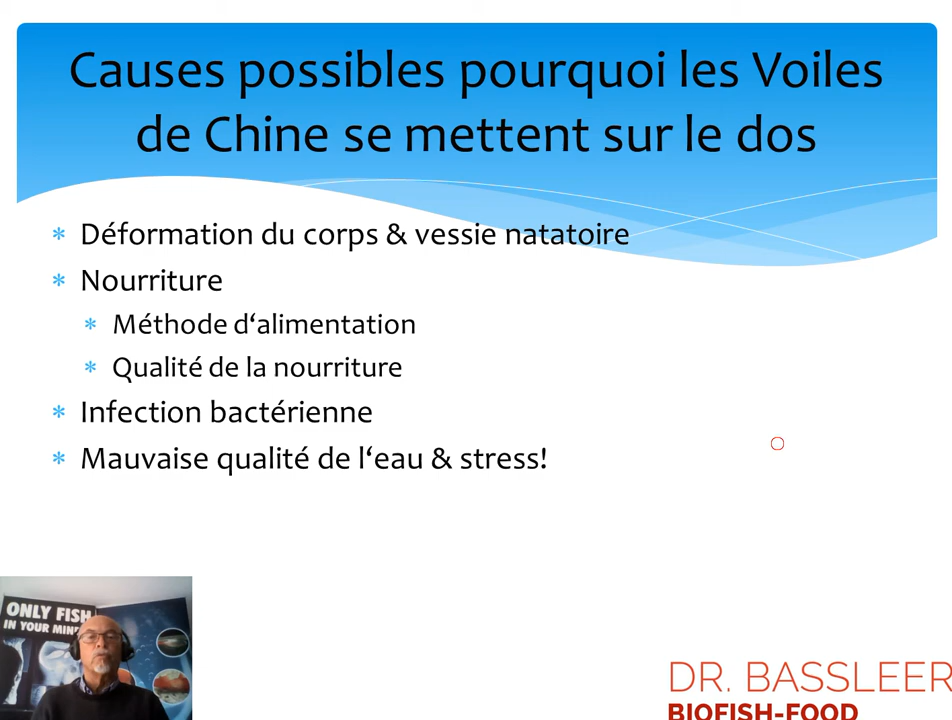 Causes possibles pourquoi les Voiles
de Chine se mettent sur le dos
* Déformation du corps & vessie natatoire
* Nourriture
* Méthode d‘alimentation
* Qualité de la nourriture
* Infection bactérienne
* Mauvaise qualité de l‘eau & stress!
ONLY FISH
IN YOUR MIND
DR. BASSLEER
BIOFISH-FOOD